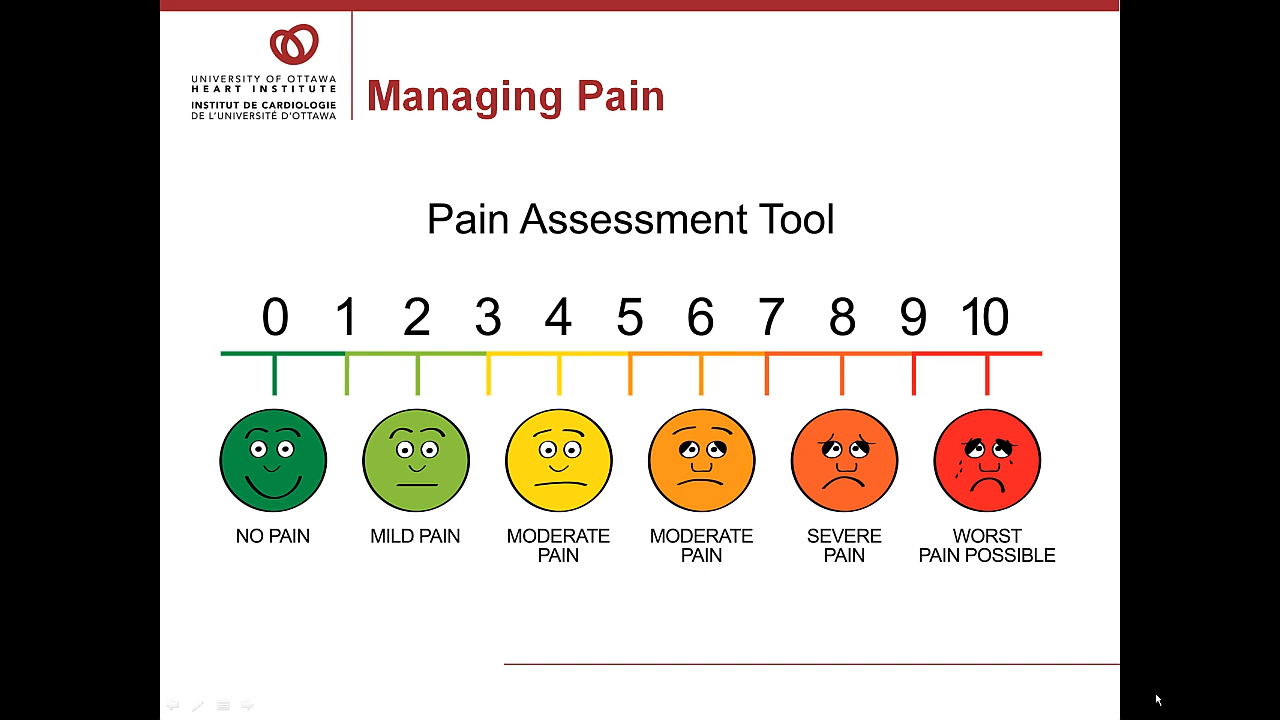 UNIVERSITY OF OTTAWA
HEART INSTITUTE
INSTITUT DE CARDIOLOGIE
DE L'UNIVERSITÉ D'OTTAWA
Managing Pain
Pain Assessment Tool
0 1 2 3 4 5 6 7 8 9 10
NO PAIN MILD PAIN MODERATE PAIN MODERATE PAIN SEVERE PAIN WORST PAIN POSSIBLE